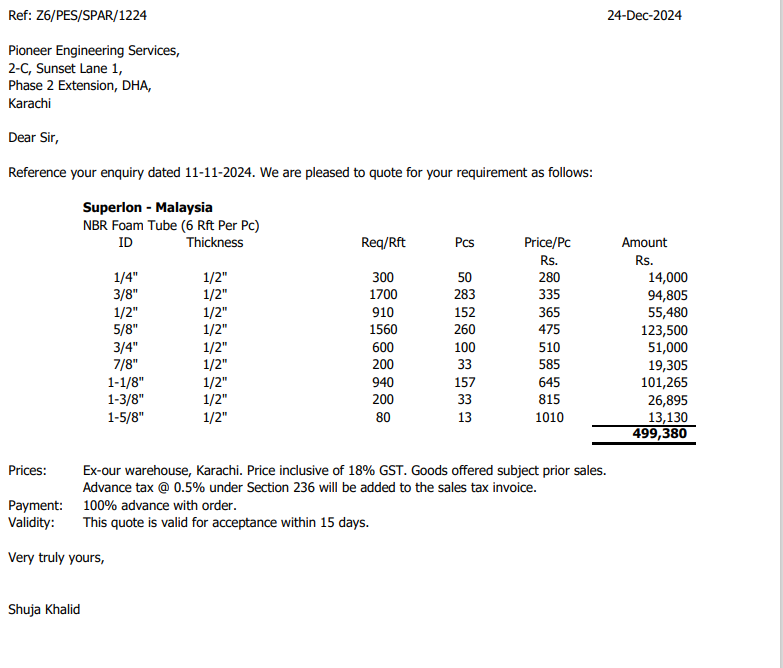 Ref: Z6/PES/SPAR/1224 24-Dec-2024
Pioneer Engineering Services,
2-C, Sunset Lane 1,
Phase 2 Extension, DHA,
Karachi
Dear Sir,
Reference your enquiry dated 11-11-2024. We are pleased to quote for your requirement as follows:
Superlon - Malaysia
NBR Foam Tube (6 Rft Per Pc)
ID Thickness Req/Rft Pcs Price/Pc Amount
Rs. Rs.
1/4" 1/2" 300 50 280 14,000
3/8" 1/2" 1700 283 335 94,805
1/2" 1/2" 910 152 365 55,480
5/8" 1/2" 1560 260 475 123,500
3/4" 1/2" 600 100 510 51,000
7/8" 1/2" 200 33 585 19,305
1-1/8" 1/2" 940 157 645 101,265
1-3/8" 1/2" 200 33 815 26,895
1-5/8" 1/2" 80 13 1010 13,130
499,380
Prices: Ex-our warehouse, Karachi. Price inclusive of 18% GST. Goods offered subject prior sales.
Advance tax @ 0.5% under Section 236 will be added to the sales tax invoice.
Payment: 100% advance with order.
Validity: This quote is valid for acceptance within 15 days.
Very truly yours,
Shuja Khalid